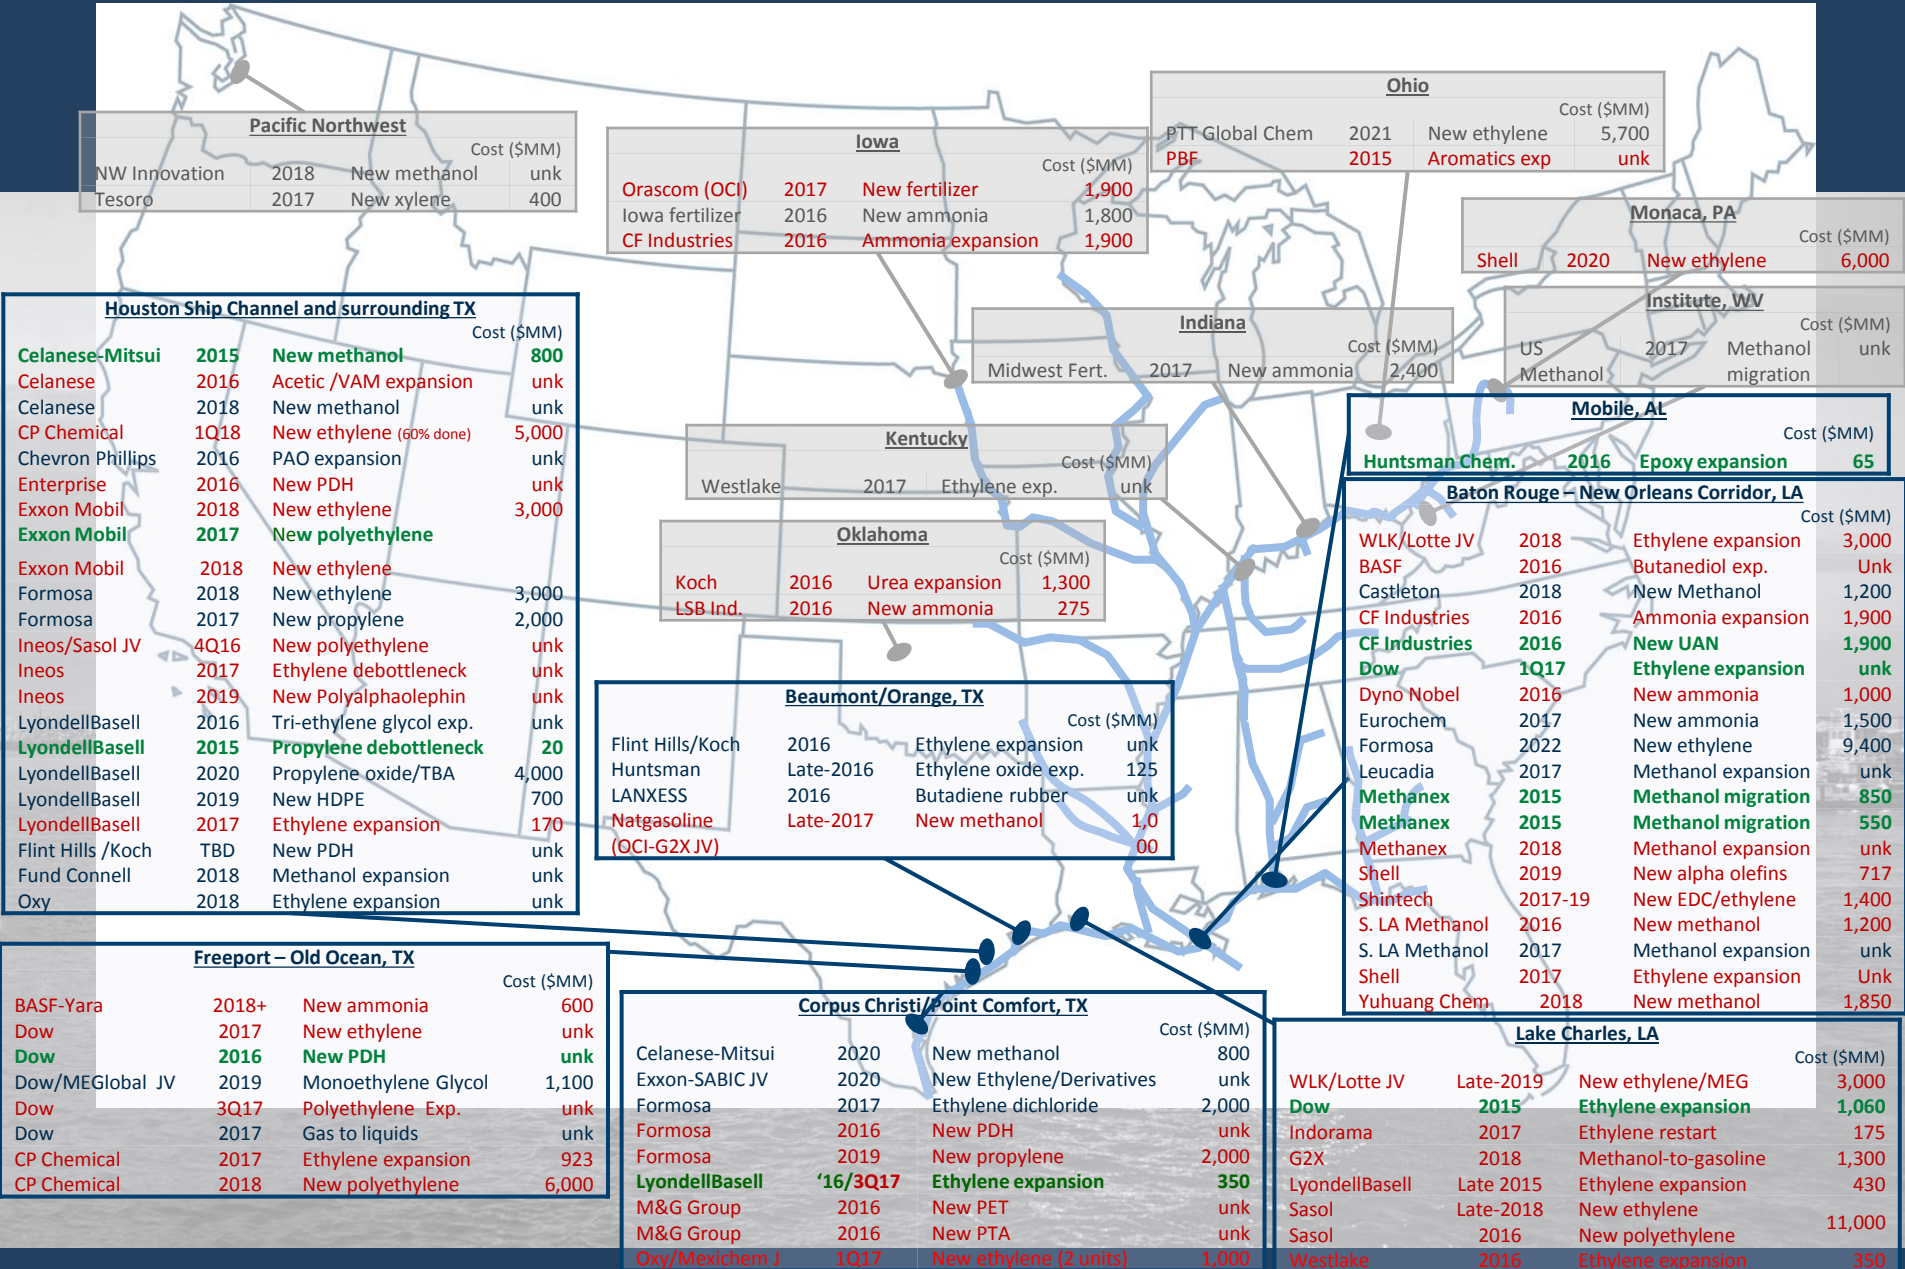 Pacific Northwest
Cost ($MM)
NW Innovation 2018 New methanol unk
Tesoro 2017 New xylene 400
Iowa
Cost ($MM)
Orascom (OCI) 2017 New fertilizer 1,900
Iowa fertilizer 2016 New ammonia 1,800
CF Industries 2016 Ammonia expansion 1,900
Ohio
Cost ($MM)
PTT Global Chem 2021 New ethylene 5,700
PBF 2015 Aromatics exp unk
Monaca, PA
Cost ($MM)
Shell 2020 New ethylene 6,000
Institute, WV
Cost ($MM)
US 2017 Methanol unk
Methanol migration
Indiana
Cost ($MM)
Midwest Fert. 2017 New ammonia 2,400
Kentucky
Cost ($MM)
Westlake 2017 Ethylene exp. unk
Oklahoma
Cost ($MM)
Koch 2016 Urea expansion 1,300
LSB Ind. 2016 New ammonia 275
Houston Ship Channel and surrounding TX
Cost ($MM)
Celanese-Mitsui 2015 New methanol 800
Celanese 2016 Acetic /VAM expansion unk
Celanese 2018 New methanol unk
CP Chemical 1Q18 New ethylene (60% done) 5,000
Chevron Phillips 2016 PAO expansion unk
Enterprise 2016 New PDH unk
Exxon Mobil 2018 New ethylene 3,000
Exxon Mobil 2017 New polyethylene
Exxon Mobil 2018 New ethylene
Formosa 2018 New ethylene 3,000
Formosa 2017 New propylene 2,000
Ineos/Sasol JV 4Q16 New polyethylene unk
Ineos 2017 Ethylene debottleneck unk
Ineos 2019 New Polyalphaolephin unk
LyondellBasell 2016 Tri-ethylene glycol exp. unk
LyondellBasell 2015 Propylene debottleneck 20
LyondellBasell 2020 Propylene oxide/TBA 4,000
LyondellBasell 2019 New HDPE 700
LyondellBasell 2017 Ethylene expansion 170
Flint Hills /Koch TBD New PDH unk
Fund Connell 2018 Methanol expansion unk
Oxy 2018 Ethylene expansion unk
Mobile, AL
Cost ($MM)
Huntsman Chem. 2016 Epoxy expansion 65
Baton Rouge – New Orleans Corridor, LA
Cost ($MM)
WLK/Lotte JV 2018 Ethylene expansion 3,000
BASF 2016 Butanediol exp. Unk
Castleton 2018 New Methanol 1,200
CF Industries 2016 Ammonia expansion 1,900
CF Industries 2016 New UAN 1,900
Dow 1Q17 Ethylene expansion unk
Dyno Nobel 2016 New ammonia 1,000
Eurochem 2017 New ammonia 1,500
Formosa 2022 New ethylene 9,400
Leucadia 2017 Methanol expansion unk
Methanex 2015 Methanol migration 850
Methanex 2015 Methanol migration 550
Methanex 2018 Methanol expansion unk
Shell 2019 New alpha olefins 717
Shintech 2017-19 New EDC/ethylene 1,400
S. LA Methanol 2016 New methanol 1,200
S. LA Methanol 2017 Methanol expansion unk
Shell 2017 Ethylene expansion Unk
Yuhuang Chem 2018 New methanol 1,850
Beaumont/Orange, TX
Cost ($MM)
Flint Hills/Koch 2016 Ethylene expansion unk
Huntsman Late-2016 Ethylene oxide exp. 125
LANXESS 2016 Butadiene rubber unk
Natgasoline Late-2017 New methanol 1,0
(OCI-G2X JV) 00
Freeport – Old Ocean, TX
Cost ($MM)
BASF-Yara 2018+ New ammonia 600
Dow 2017 New ethylene unk
Dow 2016 New PDH unk
Dow/MEGlobal JV 2019 Monoethylene Glycol 1,100
Dow 3Q17 Polyethylene Exp. unk
Dow 2017 Gas to liquids unk
CP Chemical 2017 Ethylene expansion 923
CP Chemical 2018 New polyethylene 6,000
Corpus Christi/Point Comfort, TX
Cost ($MM)
Celanese-Mitsui 2020 New methanol 800
Exxon-SABIC JV 2020 New Ethylene/Derivatives unk
Formosa 2017 Ethylene dichloride 2,000
Formosa 2016 New PDH unk
Formosa 2019 New propylene 2,000
LyondellBasell ‘16/3Q17 Ethylene expansion 350
M&G Group 2016 New PET unk
M&G Group 2016 New PTA unk
Oxy/Mexichem J 1Q17 New ethylene (2 units) 1,000
Lake Charles, LA
Cost ($MM)
WLK/Lotte JV Late-2019 New ethylene/MEG 3,000
Dow 2015 Ethylene expansion 1,060
Indorama 2017 Ethylene restart 175
G2X 2018 Methanol-to-gasoline 1,300
LyondellBasell Late 2015 Ethylene expansion 430
Sasol Late-2018 New ethylene
11,000
Sasol 2016 New polyethylene
Westlake 2016 Ethylene expansion 350